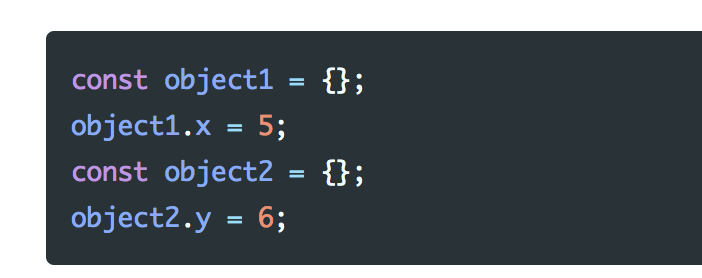 const object1 = {};
object1.x = 5;
const object2 = {};
object2.y = 6;